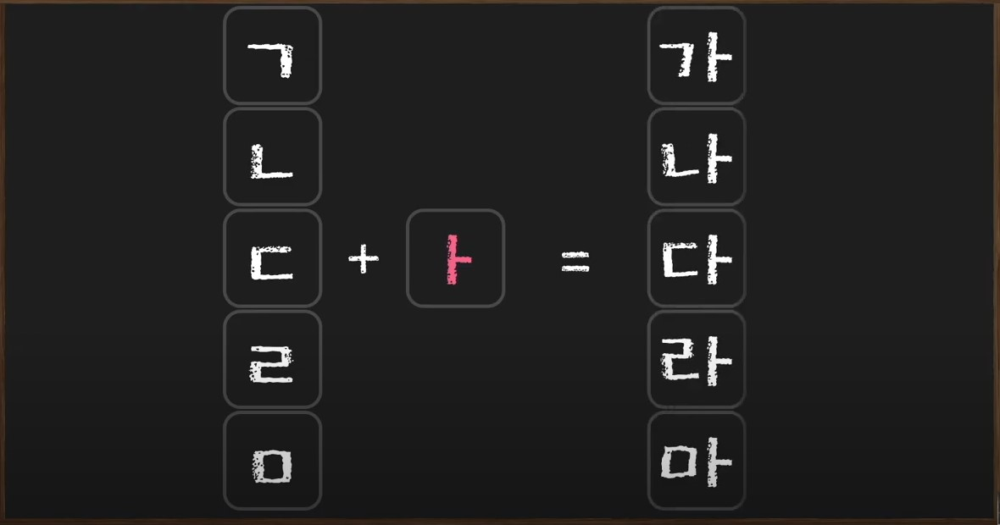 ㄱ 가
ㄴ 나
ㄷ + ㅏ = 다
ㄹ 라
ㅁ 마